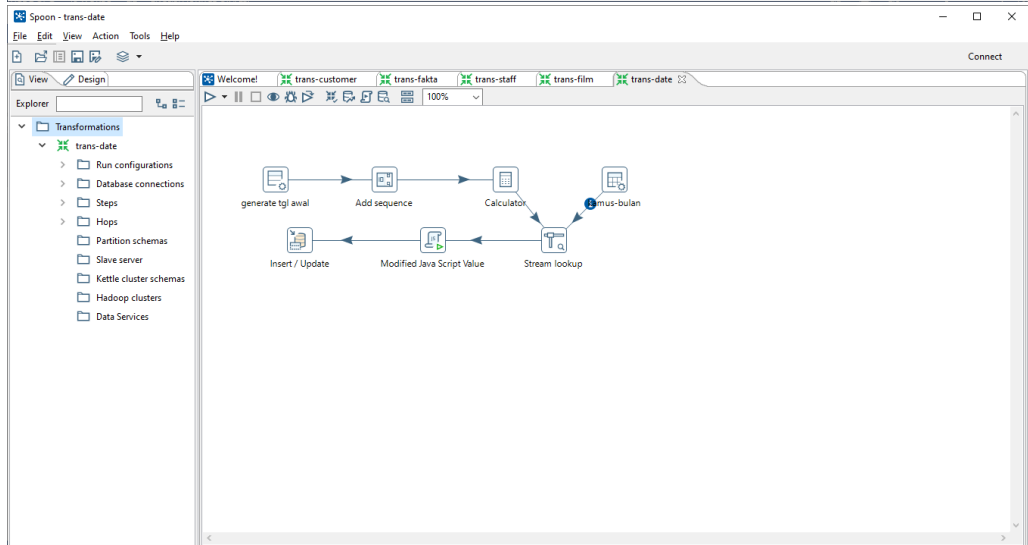 Spoon - trans-date
File Edit View Action Tools Help
Connect
View Design
Welcome! trans-customer trans-fakta trans-staff trans-film trans-date
Explorer
100%
Transformations
trans-date
Run configurations
Database connections
Steps
Hops
Partition schemas
Slave server
Kettle cluster schemas
Hadoop clusters
Data Services
generate tgl awal Add sequence Calculator mus-bulan
Insert / Update Modified Java Script Value Stream lookup